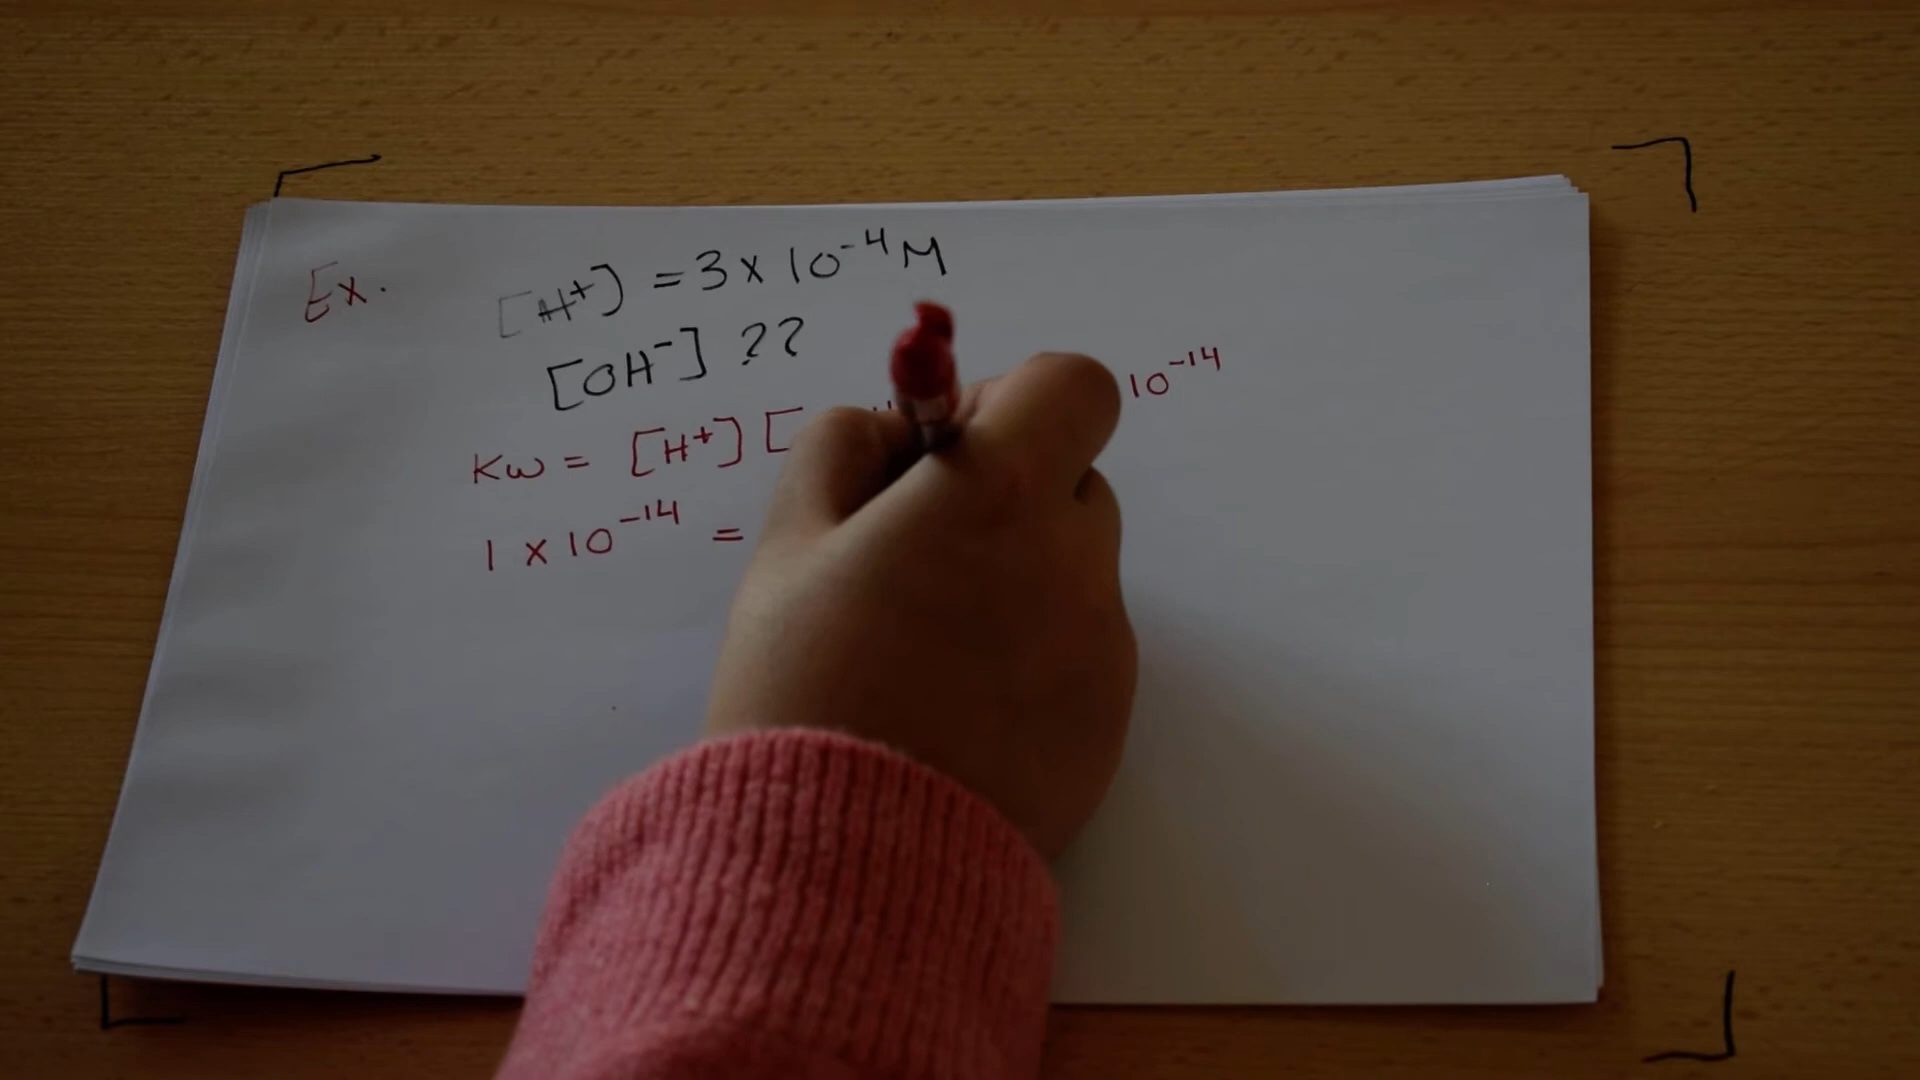 Ex.
[H⁺] = 3 x 10⁻⁴ M
[OH⁻] ??
Kw = [H⁺] [ 10⁻¹⁴
1 x 10⁻¹⁴ =